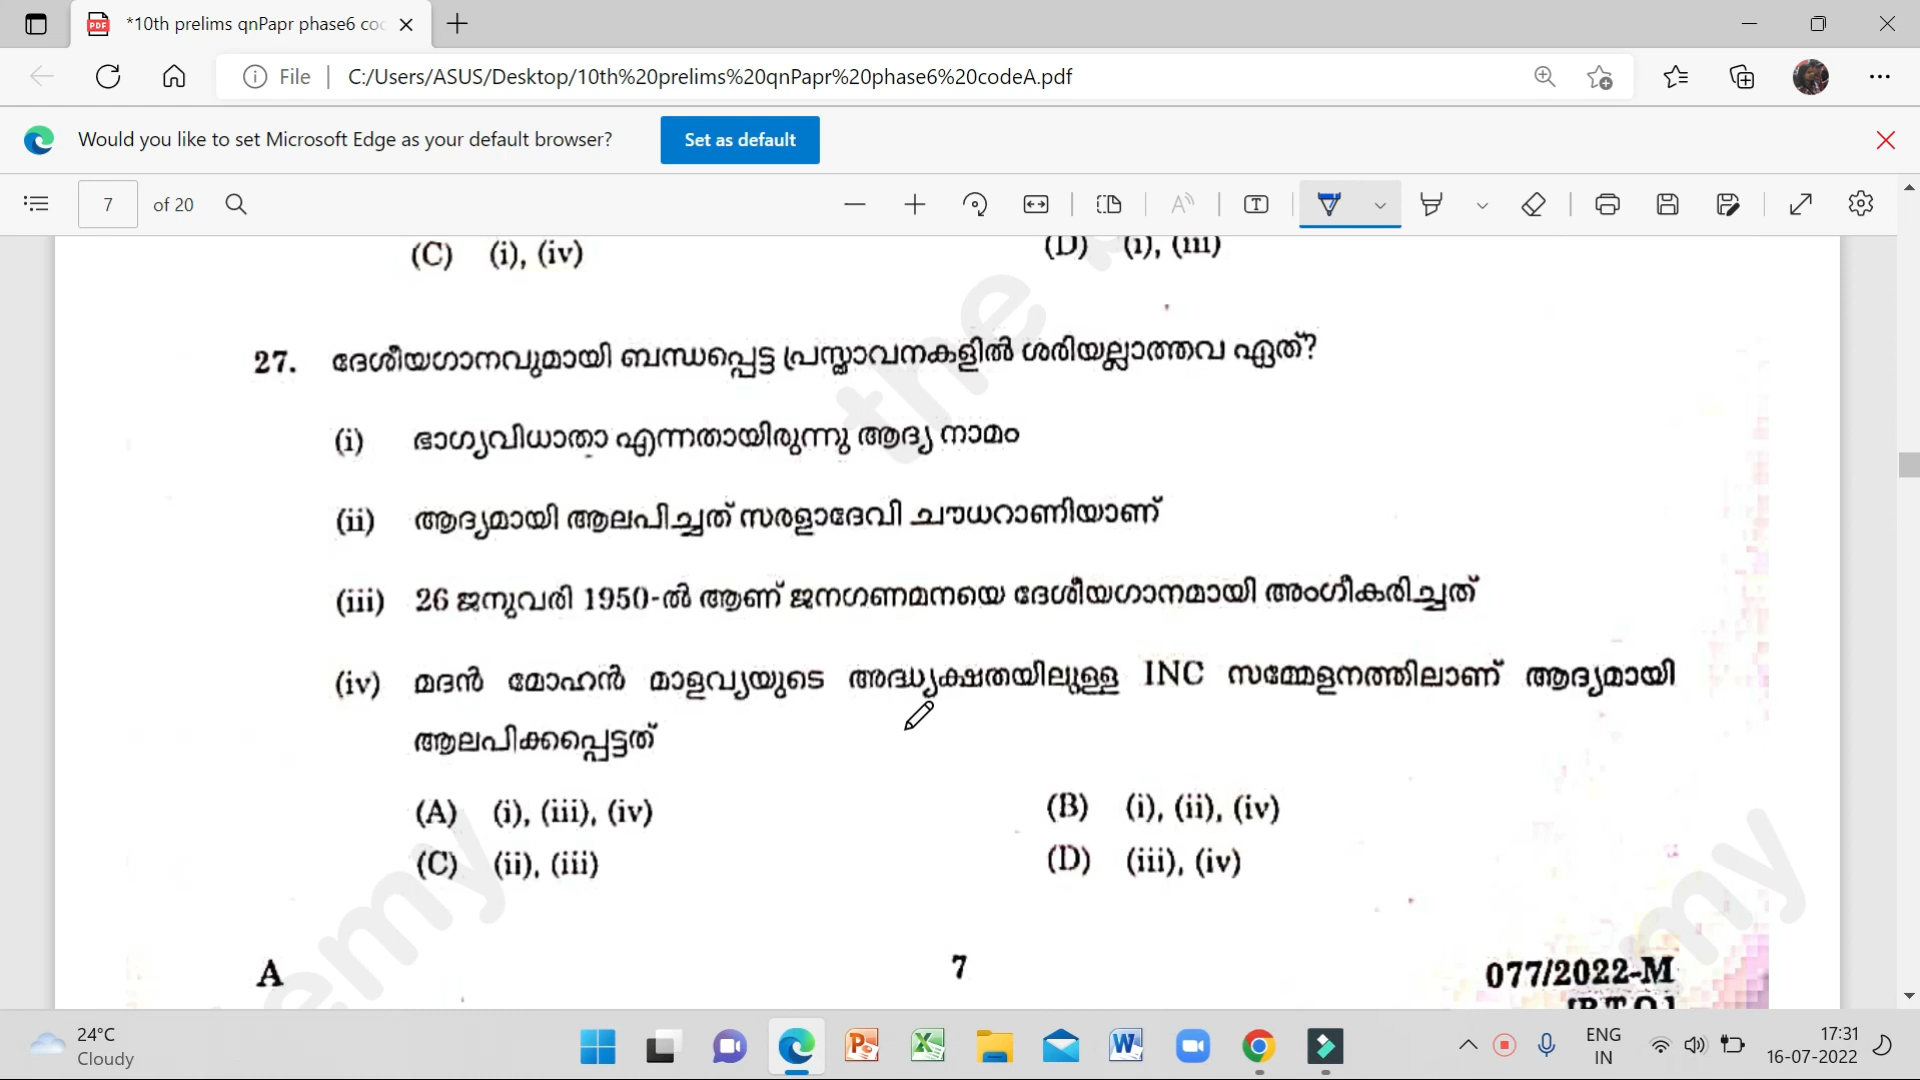 *10th prelims qnPapr phase6 co
File | C:/Users/ASUS/Desktop/10th%20prelims%20qnPapr%20phase6%20codeA.pdf
Would you like to set Microsoft Edge as your default browser? Set as default
7 of 20
(C) (i), (iv) (D) (i), (iii)
27. ദേശീയഗാനവുമായി ബന്ധപ്പെട്ട പ്രസ്ഥാവനകളിൽ ശരിയല്ലാത്തവ ഏത്?
(i) ഭാഗ്യവിധാതാ എന്നതായിരുന്നു ആദ്യ നാമം
(ii) ആദ്യമായി ആലപിച്ചത് സരളാദേവി ചൗധറാണിയാണ്
(iii) 26 ജനുവരി 1950-ൽ ആണ് ജനഗണമനയെ ദേശീയഗാനമായി അംഗീകരിച്ചത്
(iv) മദൻ മോഹൻ മാളവ്യയുടെ അദ്ധ്യക്ഷതയിലുള്ള INC സമ്മേളനത്തിലാണ് ആദ്യമായി
ആലപിക്കപ്പെട്ടത്
(A) (i), (iii), (iv) (B) (i), (ii), (iv)
(C) (ii), (iii) (D) (iii), (iv)
A 7 077/2022-M
[P.T.O.]
24°C
Cloudy
ENG
IN
17:31
16-07-2022